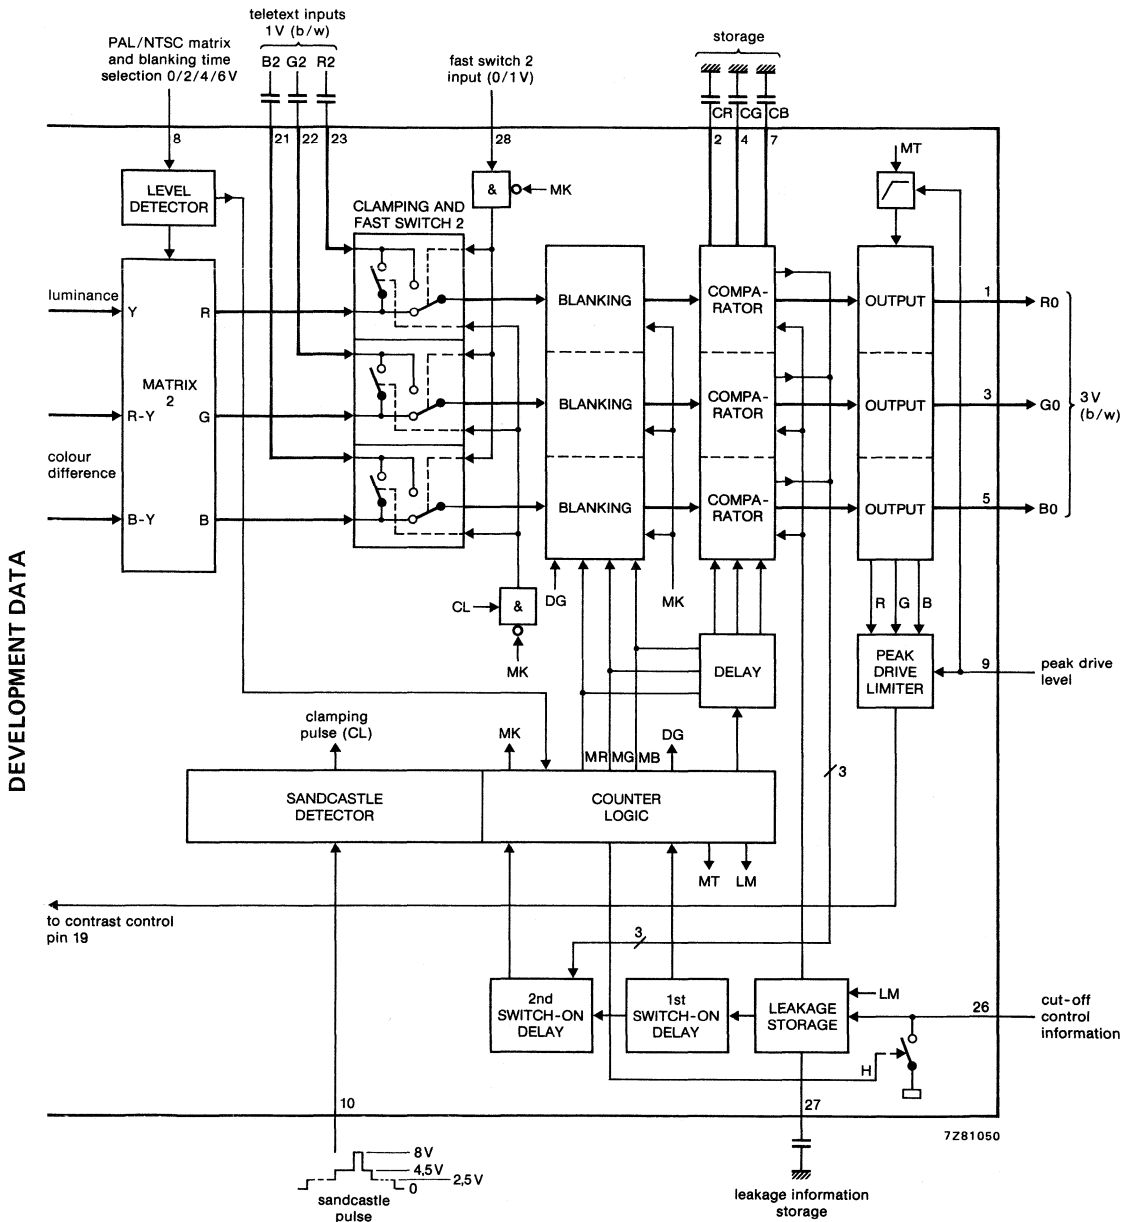 teletext inputs
1 V (b/w)
PAL/NTSC matrix
and blanking time
selection 0/2/4/6 V
B2 G2 R2
fast switch 2
input (0/1 V)
storage
CR CG CB
8
21 22 23
28
2 4 7
MT
LEVEL
DETECTOR
&
MK
CLAMPING AND
FAST SWITCH 2
luminance
Y
R
BLANKING
COMPA-
RATOR
OUTPUT
1
R0
MATRIX
2
R-Y
G
BLANKING
COMPA-
RATOR
OUTPUT
3
G0
3 V
(b/w)
colour
difference
B-Y
B
BLANKING
COMPA-
RATOR
OUTPUT
5
B0
DEVELOPMENT DATA
CL
&
DG
MK
R G B
MK
DELAY
PEAK
DRIVE
LIMITER
9
peak drive
level
clamping
pulse (CL)
MK
MR MG MB
DG
3
SANDCASTLE
DETECTOR
COUNTER
LOGIC
MT
LM
to contrast control
pin 19
3
2nd
SWITCH-ON
DELAY
1st
SWITCH-ON
DELAY
LEAKAGE
STORAGE
LM
26
cut-off
control
information
H
10
27
7Z81050
8 V
4,5 V
2,5 V
0
sandcastle
pulse
leakage information
storage